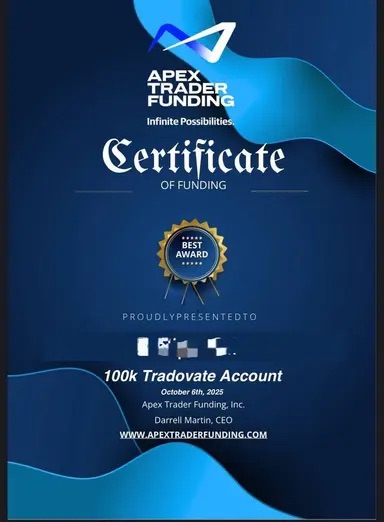 APEX
TRADER
FUNDING
Infinite Possibilities.
Certificate
OF FUNDING
BEST
AWARD
PROUDLYPRESENTEDTO
100k Tradovate Account
October 6th, 2025
Apex Trader Funding, Inc.
Darrell Martin, CEO
WWW.APEXTRADERFUNDING.COM